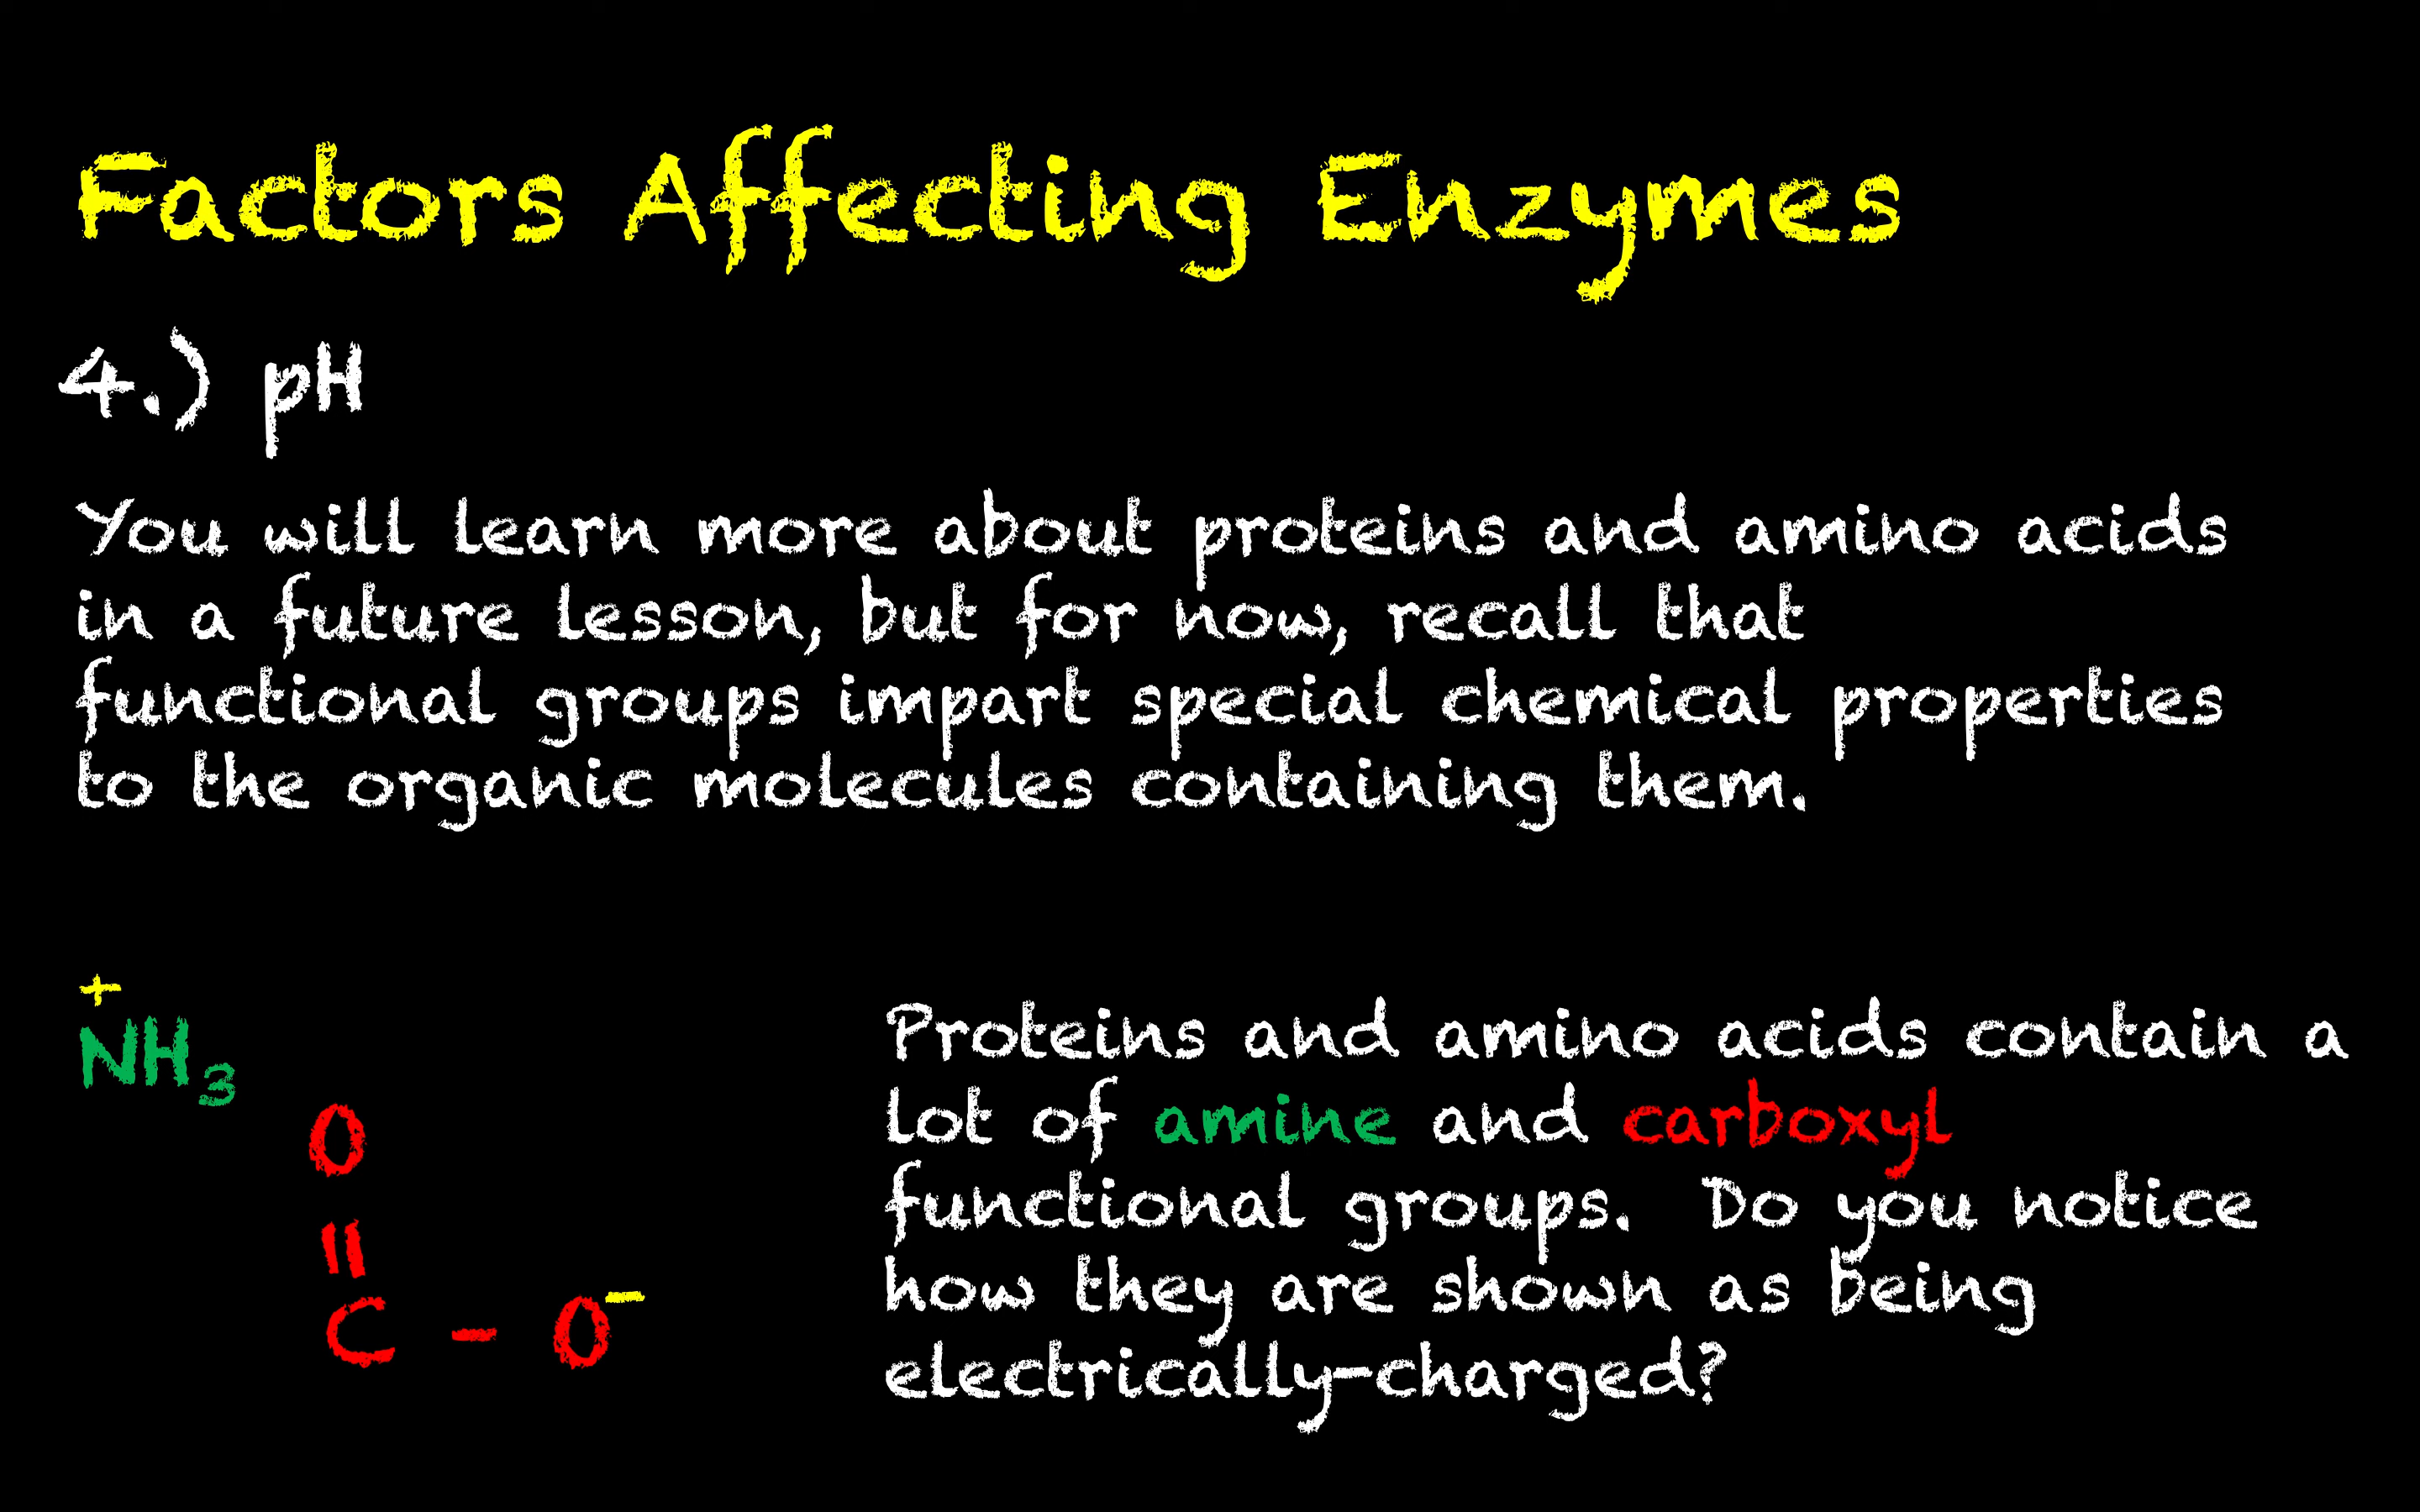 Factors Affecting Enzymes
4.) pH
You will learn more about proteins and amino acids
in a future lesson, but for now, recall that
functional groups impart special chemical properties
to the organic molecules containing them.
+
NH3
O
=
C - O-
Proteins and amino acids contain a
lot of amine and carboxyl
functional groups. Do you notice
how they are shown as being
electrically-charged?